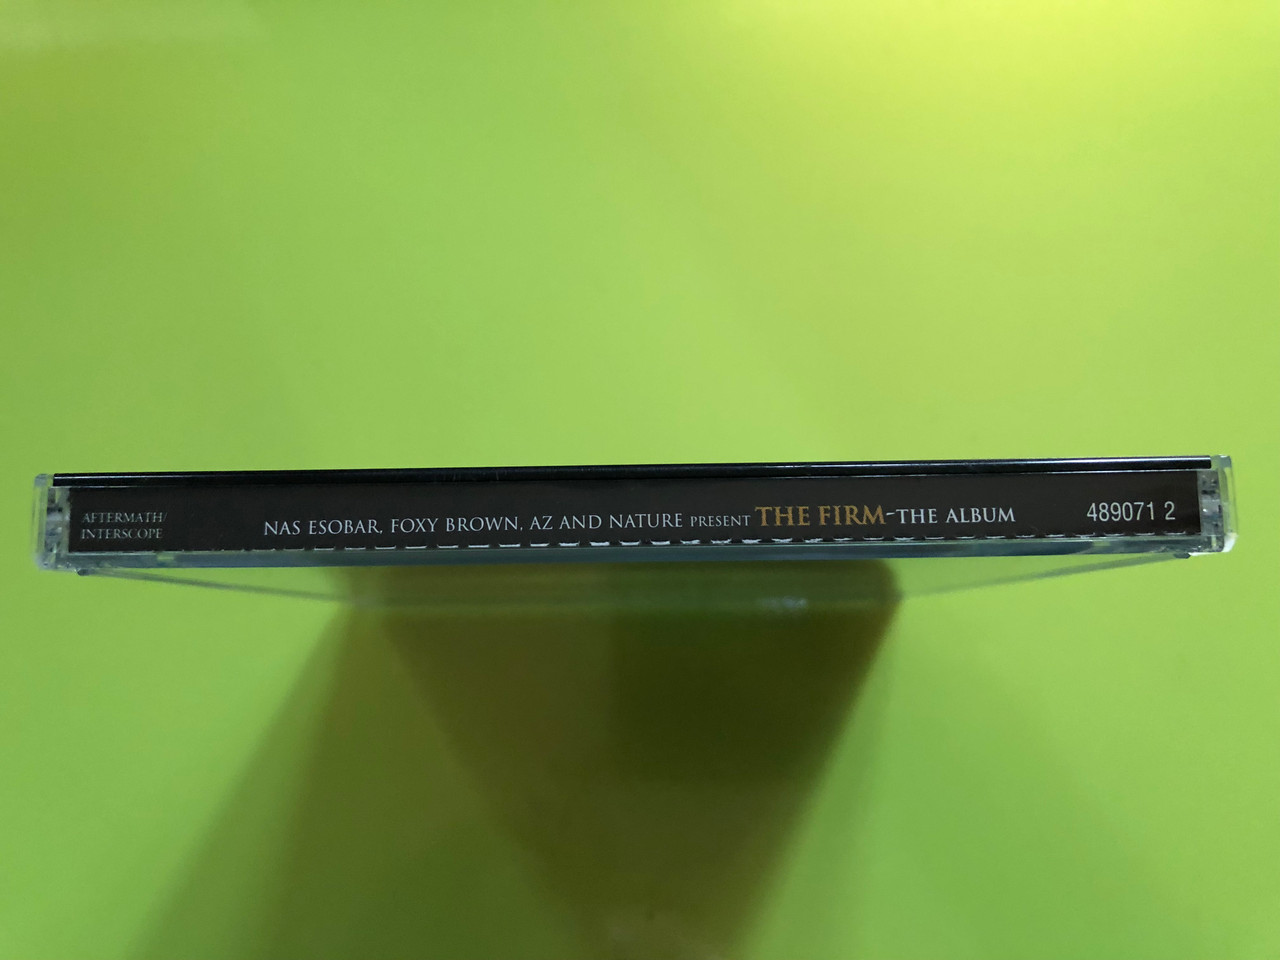 AFTERMATH/
INTERSCOPE
NAS ESOBAR, FOXY BROWN, AZ AND NATURE PRESENT THE FIRM-THE ALBUM
489071 2